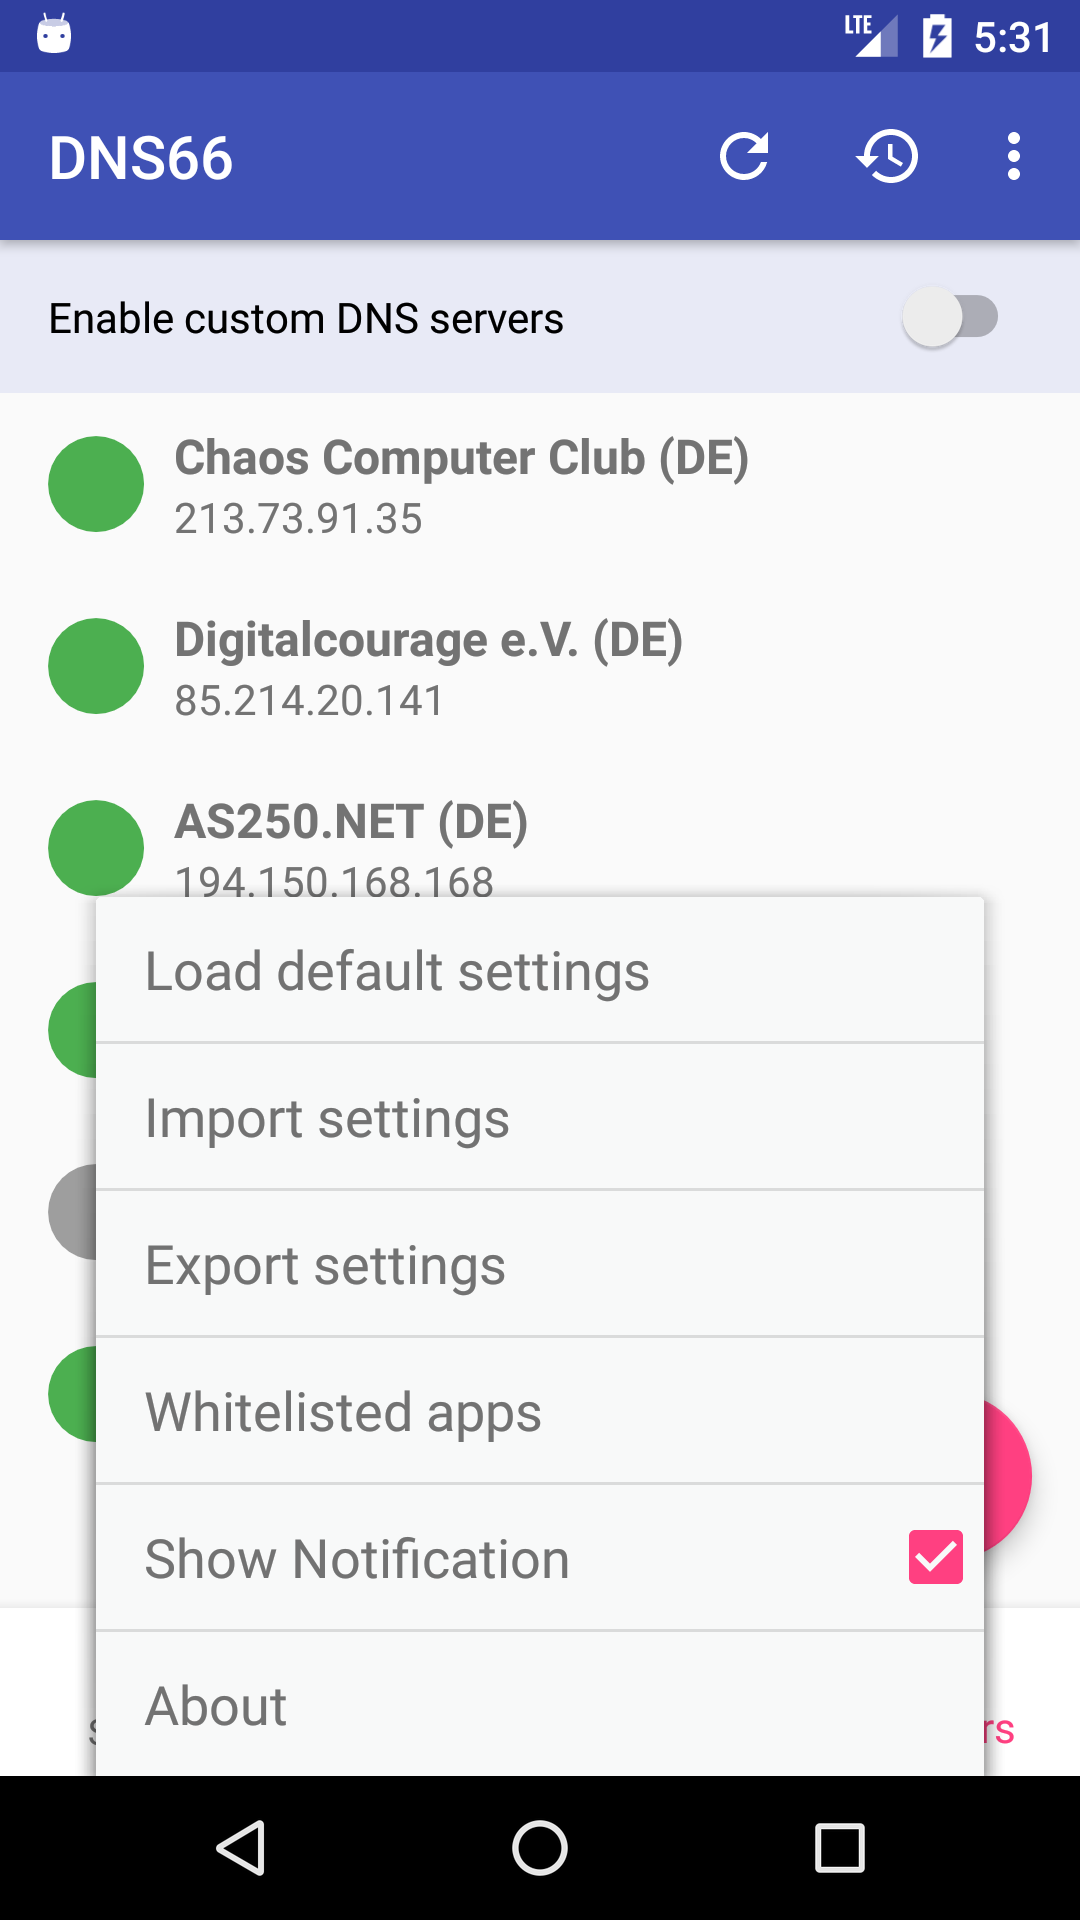 LTE 5:31
DNS66
Enable custom DNS servers
Chaos Computer Club (DE)
213.73.91.35
Digitalcourage e.V. (DE)
85.214.20.141
AS250.NET (DE)
194.150.168.168
Load default settings
Import settings
Export settings
Whitelisted apps
Show Notification
About
rs